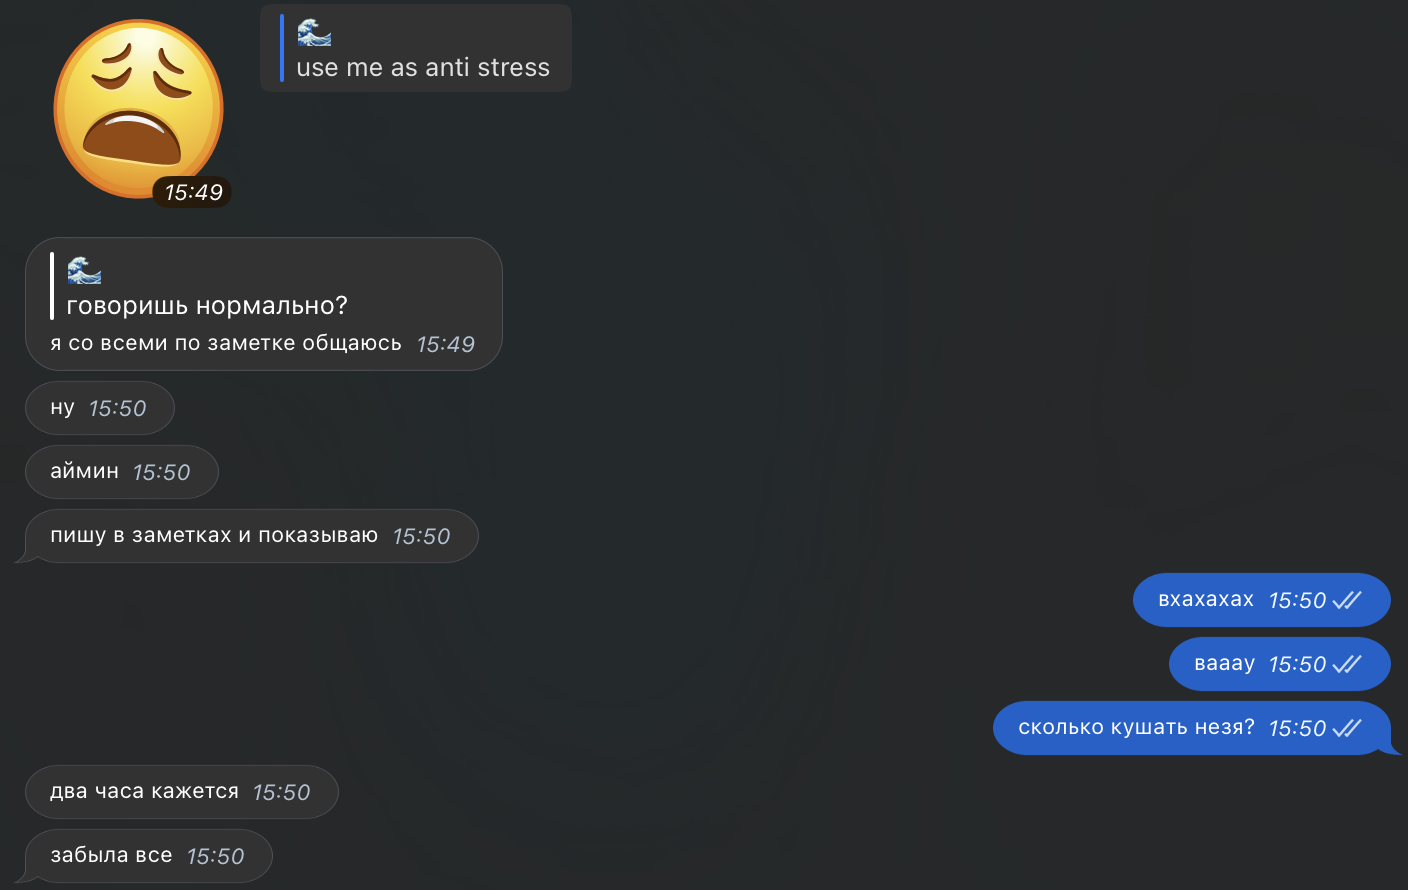 🌊
use me as anti stress
15:49
🌊
говоришь нормально?
я со всеми по заметке общаюсь 15:49
ну 15:50
аймин 15:50
пишу в заметках и показываю 15:50
вхахахах 15:50
ваaау 15:50
сколько кушать незя? 15:50
два часа кажется 15:50
забыла все 15:50